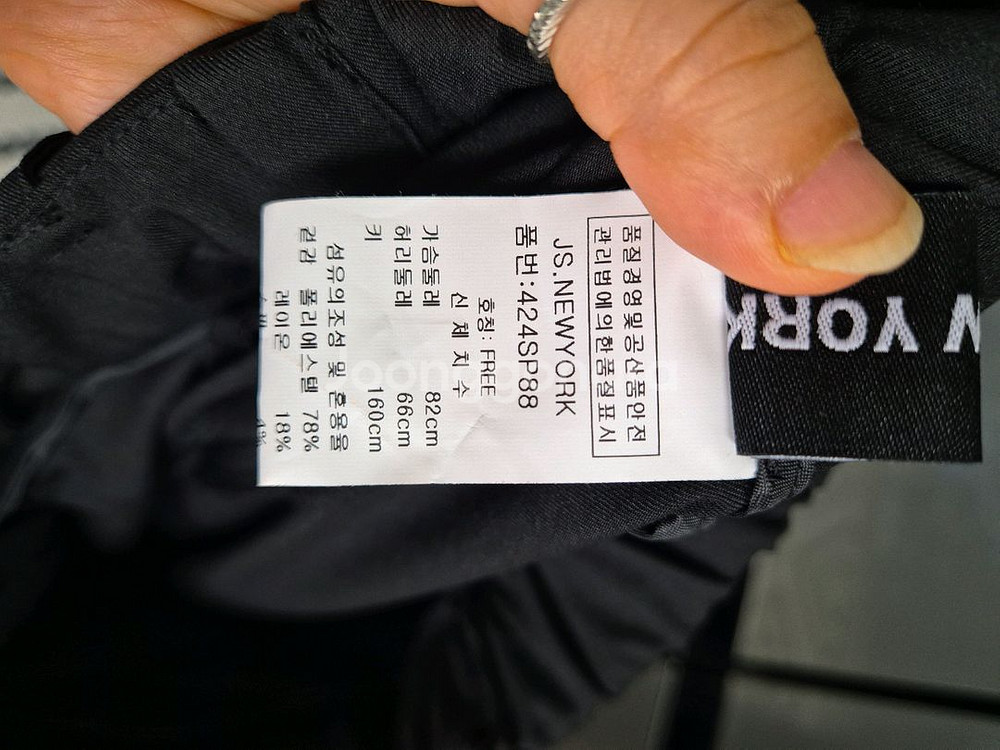 품질경영및공산품안전
관리법에의한품질표시
JS.NEWYORK
품번:424SP88
호칭: FREE
신 체 치 수
가슴둘레 82cm
허리둘레 66cm
키 160cm
섬유의조성 및 혼용율
겉감 폴리에스텔 78%
레이온 18%
4%
YORK